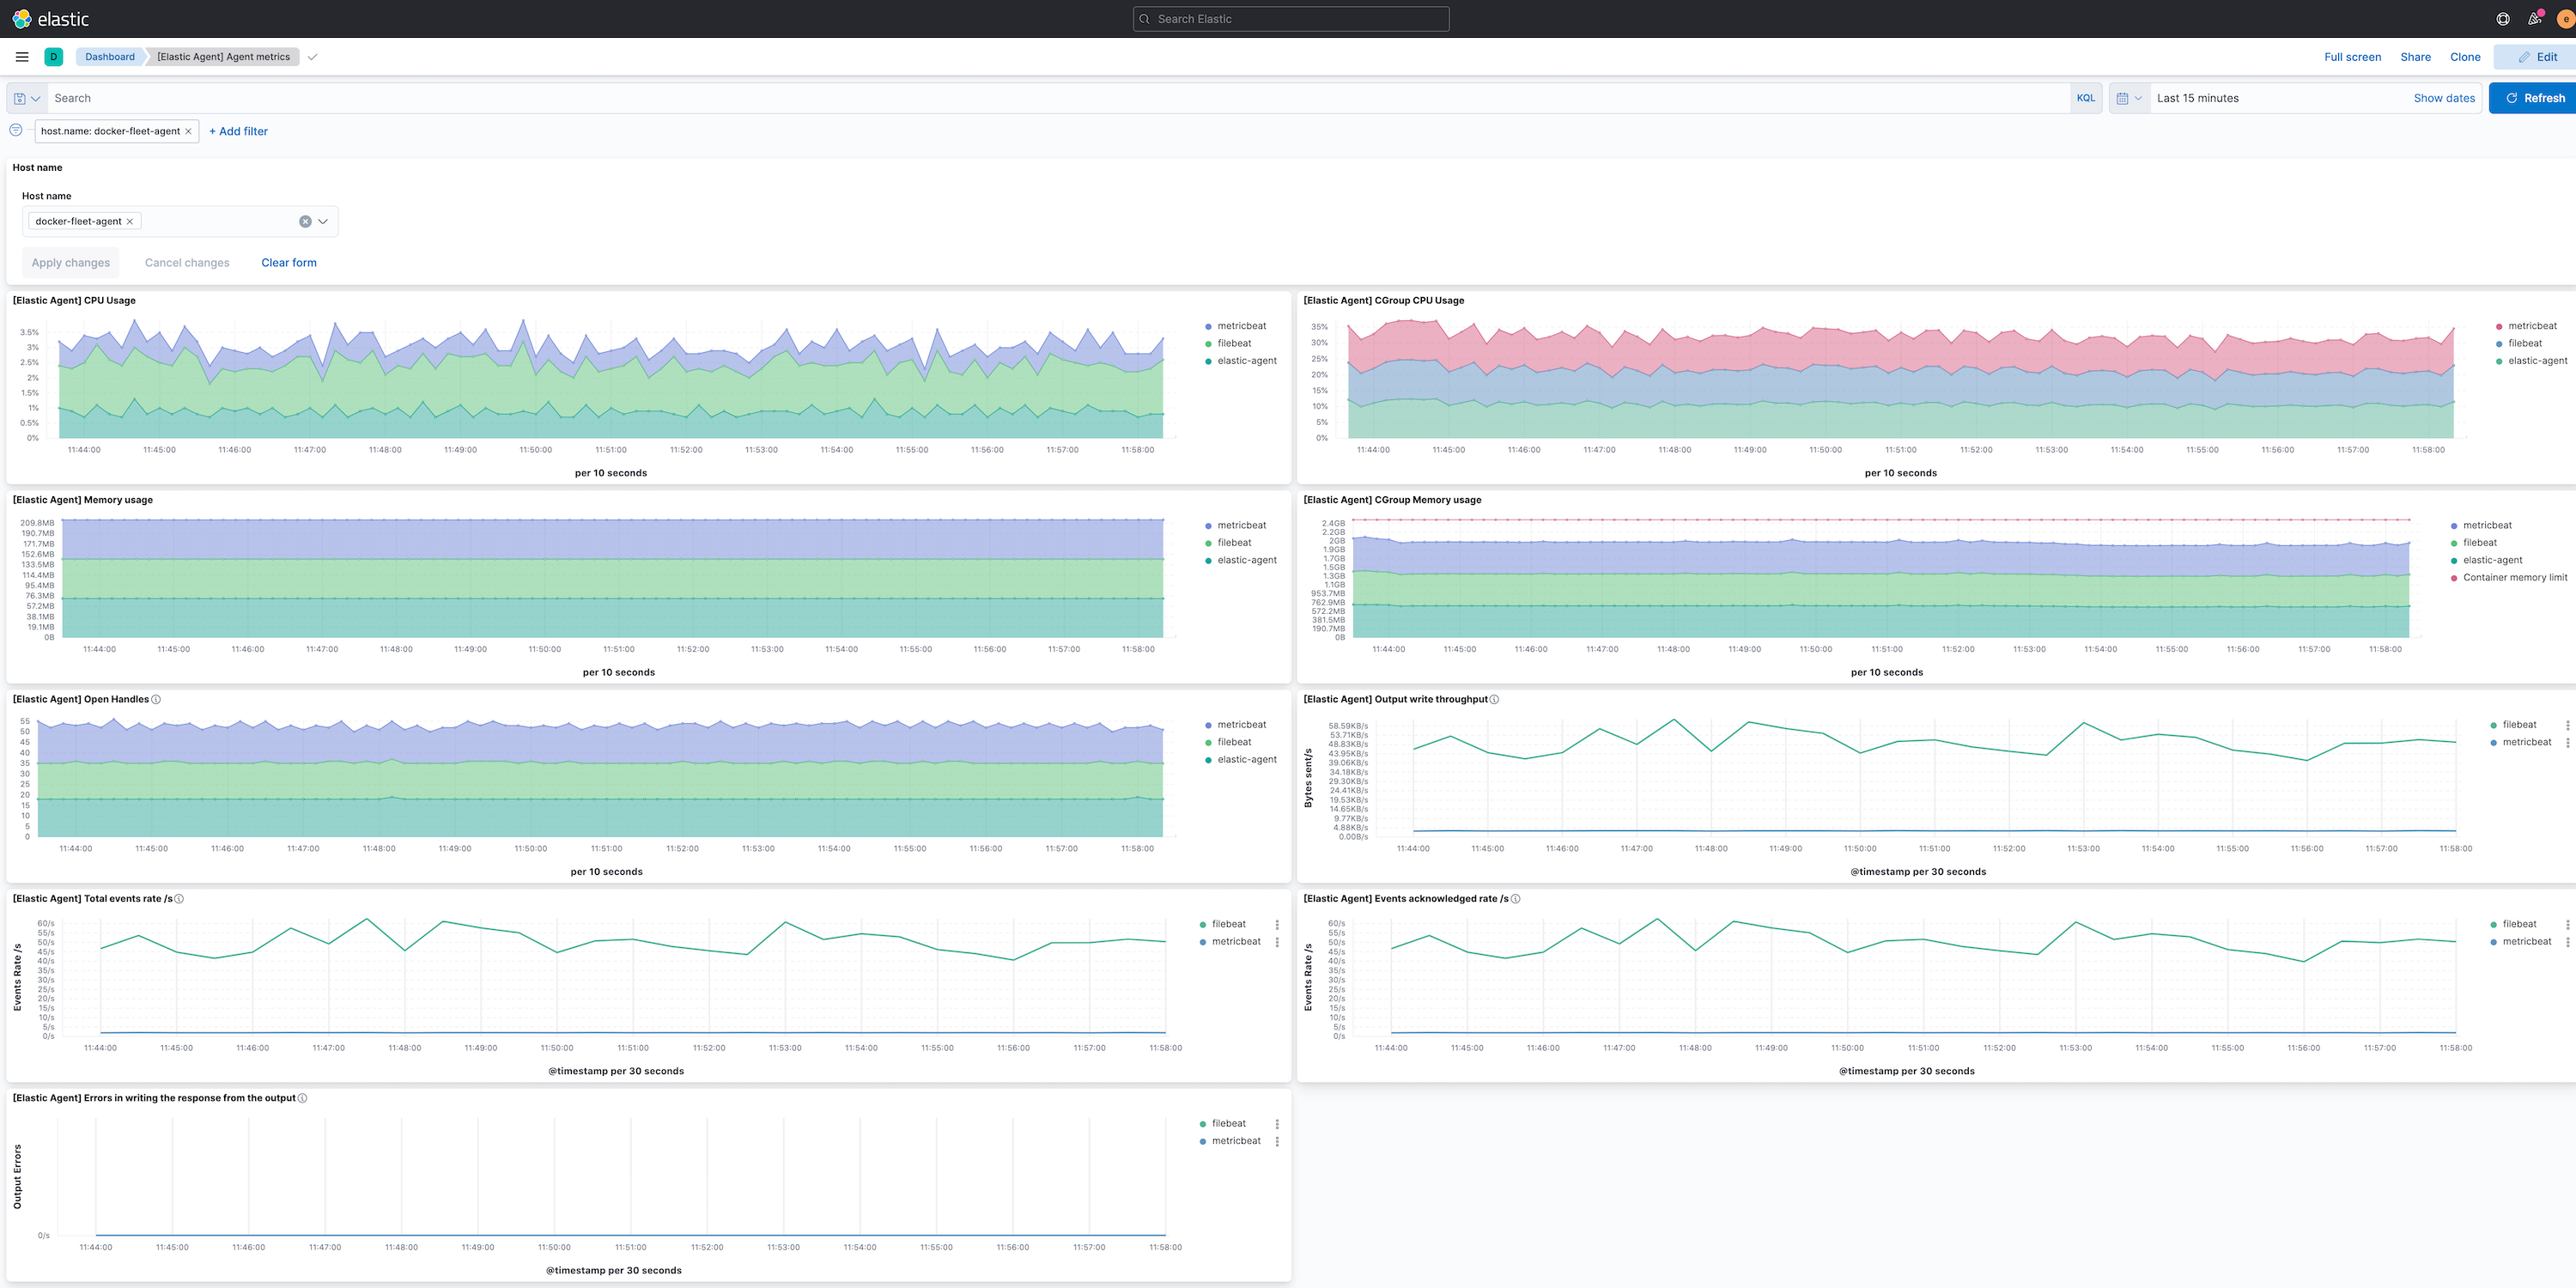 elastic
Search Elastic
e
D
Dashboard
[Elastic Agent] Agent metrics
Full screen
Share
Clone
Edit
Search
KQL
Last 15 minutes
Show dates
Refresh
host.name: docker-fleet-agent ×
+ Add filter
Host name
Host name
docker-fleet-agent ×
Apply changes
Cancel changes
Clear form
[Elastic Agent] CPU Usage
3.5%
3%
2.5%
2%
1.5%
1%
0.5%
0%
11:44:00 11:45:00 11:46:00 11:47:00 11:48:00 11:49:00 11:50:00 11:51:00 11:52:00 11:53:00 11:54:00 11:55:00 11:56:00 11:57:00 11:58:00
per 10 seconds
metricbeat
filebeat
elastic-agent
[Elastic Agent] CGroup CPU Usage
35%
30%
25%
20%
15%
10%
5%
0%
11:44:00 11:45:00 11:46:00 11:47:00 11:48:00 11:49:00 11:50:00 11:51:00 11:52:00 11:53:00 11:54:00 11:55:00 11:56:00 11:57:00 11:58:00
per 10 seconds
metricbeat
filebeat
elastic-agent
[Elastic Agent] Memory usage
209.8MB
190.7MB
171.7MB
152.6MB
133.5MB
114.4MB
95.4MB
76.3MB
57.2MB
38.1MB
19.1MB
0B
11:44:00 11:45:00 11:46:00 11:47:00 11:48:00 11:49:00 11:50:00 11:51:00 11:52:00 11:53:00 11:54:00 11:55:00 11:56:00 11:57:00 11:58:00
per 10 seconds
metricbeat
filebeat
elastic-agent
[Elastic Agent] CGroup Memory usage
2.4GB
2.2GB
2GB
1.9GB
1.7GB
1.5GB
1.3GB
1.1GB
953.7MB
762.9MB
572.2MB
381.5MB
190.7MB
0B
11:44:00 11:45:00 11:46:00 11:47:00 11:48:00 11:49:00 11:50:00 11:51:00 11:52:00 11:53:00 11:54:00 11:55:00 11:56:00 11:57:00 11:58:00
per 10 seconds
metricbeat
filebeat
elastic-agent
Container memory limit
[Elastic Agent] Open Handles
55
50
45
40
35
30
25
20
15
10
5
0
11:44:00 11:45:00 11:46:00 11:47:00 11:48:00 11:49:00 11:50:00 11:51:00 11:52:00 11:53:00 11:54:00 11:55:00 11:56:00 11:57:00 11:58:00
per 10 seconds
metricbeat
filebeat
elastic-agent
[Elastic Agent] Output write throughput
Bytes sent/s
58.59KB/s
53.71KB/s
48.83KB/s
43.95KB/s
39.06KB/s
34.18KB/s
29.30KB/s
24.41KB/s
19.53KB/s
14.65KB/s
9.77KB/s
4.88KB/s
0.00B/s
11:44:00 11:45:00 11:46:00 11:47:00 11:48:00 11:49:00 11:50:00 11:51:00 11:52:00 11:53:00 11:54:00 11:55:00 11:56:00 11:57:00 11:58:00
@timestamp per 30 seconds
filebeat
metricbeat
[Elastic Agent] Total events rate /s
Events Rate /s
60/s
55/s
50/s
45/s
40/s
35/s
30/s
25/s
20/s
15/s
10/s
5/s
0/s
11:44:00 11:45:00 11:46:00 11:47:00 11:48:00 11:49:00 11:50:00 11:51:00 11:52:00 11:53:00 11:54:00 11:55:00 11:56:00 11:57:00 11:58:00
@timestamp per 30 seconds
filebeat
metricbeat
[Elastic Agent] Events acknowledged rate /s
Events Rate /s
60/s
55/s
50/s
45/s
40/s
35/s
30/s
25/s
20/s
15/s
10/s
5/s
0/s
11:44:00 11:45:00 11:46:00 11:47:00 11:48:00 11:49:00 11:50:00 11:51:00 11:52:00 11:53:00 11:54:00 11:55:00 11:56:00 11:57:00 11:58:00
@timestamp per 30 seconds
filebeat
metricbeat
[Elastic Agent] Errors in writing the response from the output
Output Errors
0/s
11:44:00 11:45:00 11:46:00 11:47:00 11:48:00 11:49:00 11:50:00 11:51:00 11:52:00 11:53:00 11:54:00 11:55:00 11:56:00 11:57:00 11:58:00
@timestamp per 30 seconds
filebeat
metricbeat